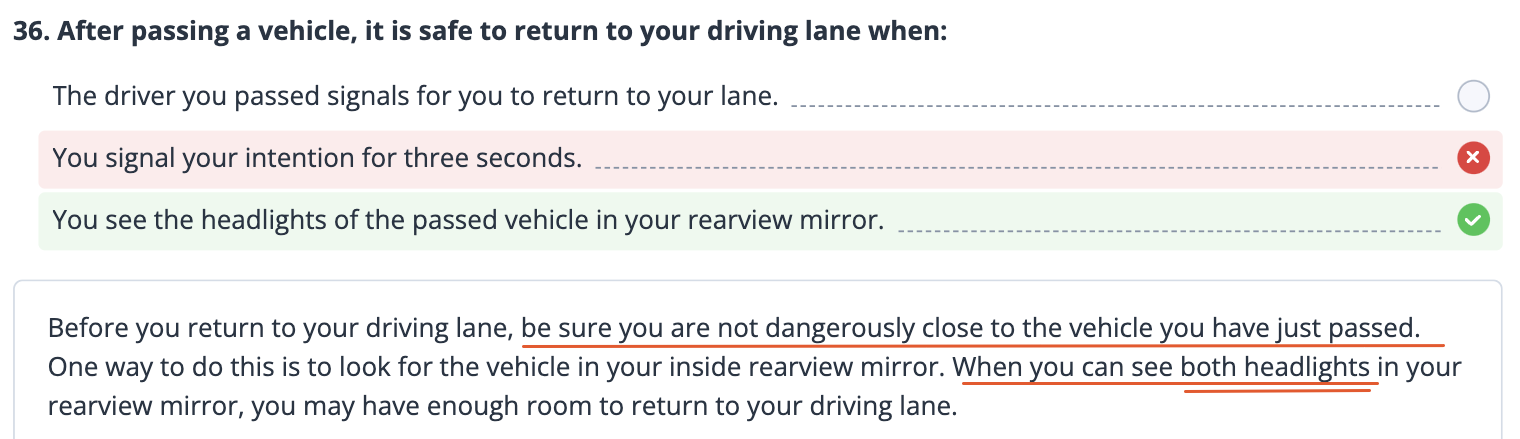 36. After passing a vehicle, it is safe to return to your driving lane when:
The driver you passed signals for you to return to your lane.
You signal your intention for three seconds.
You see the headlights of the passed vehicle in your rearview mirror.
Before you return to your driving lane, be sure you are not dangerously close to the vehicle you have just passed.
One way to do this is to look for the vehicle in your inside rearview mirror. When you can see both headlights in your
rearview mirror, you may have enough room to return to your driving lane.